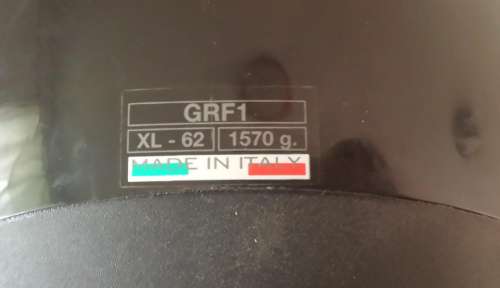 GRF1
XL - 62 1570 g.
MADE IN ITALY